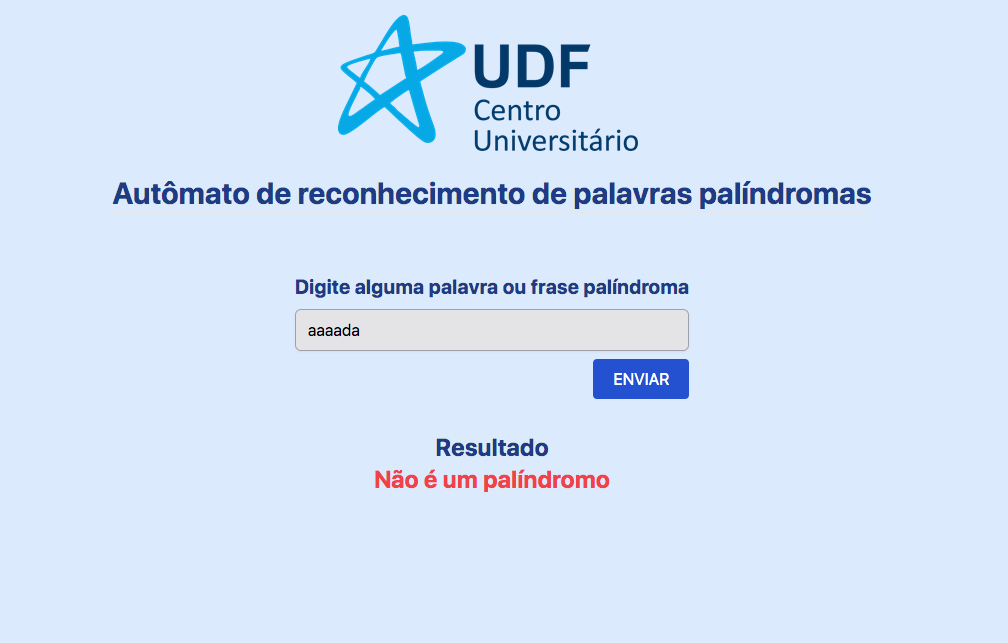 UDF
Centro
Universitário
Autômato de reconhecimento de palavras palíndromas
Digite alguma palavra ou frase palíndroma
aaaada
ENVIAR
Resultado
Não é um palíndromo